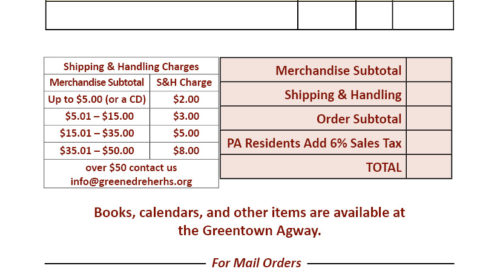 Shipping & Handling Charges
Merchandise Subtotal S&H Charge
Up to $5.00 (or a CD) $2.00
$5.01 – $15.00 $3.00
$15.01 – $35.00 $5.00
$35.01 – $50.00 $8.00
over $50 contact us
info@greenedreherhs.org
Merchandise Subtotal
Shipping & Handling
Order Subtotal
PA Residents Add 6% Sales Tax
TOTAL
Books, calendars, and other items are available at
the Greentown Agway.
For Mail Orders